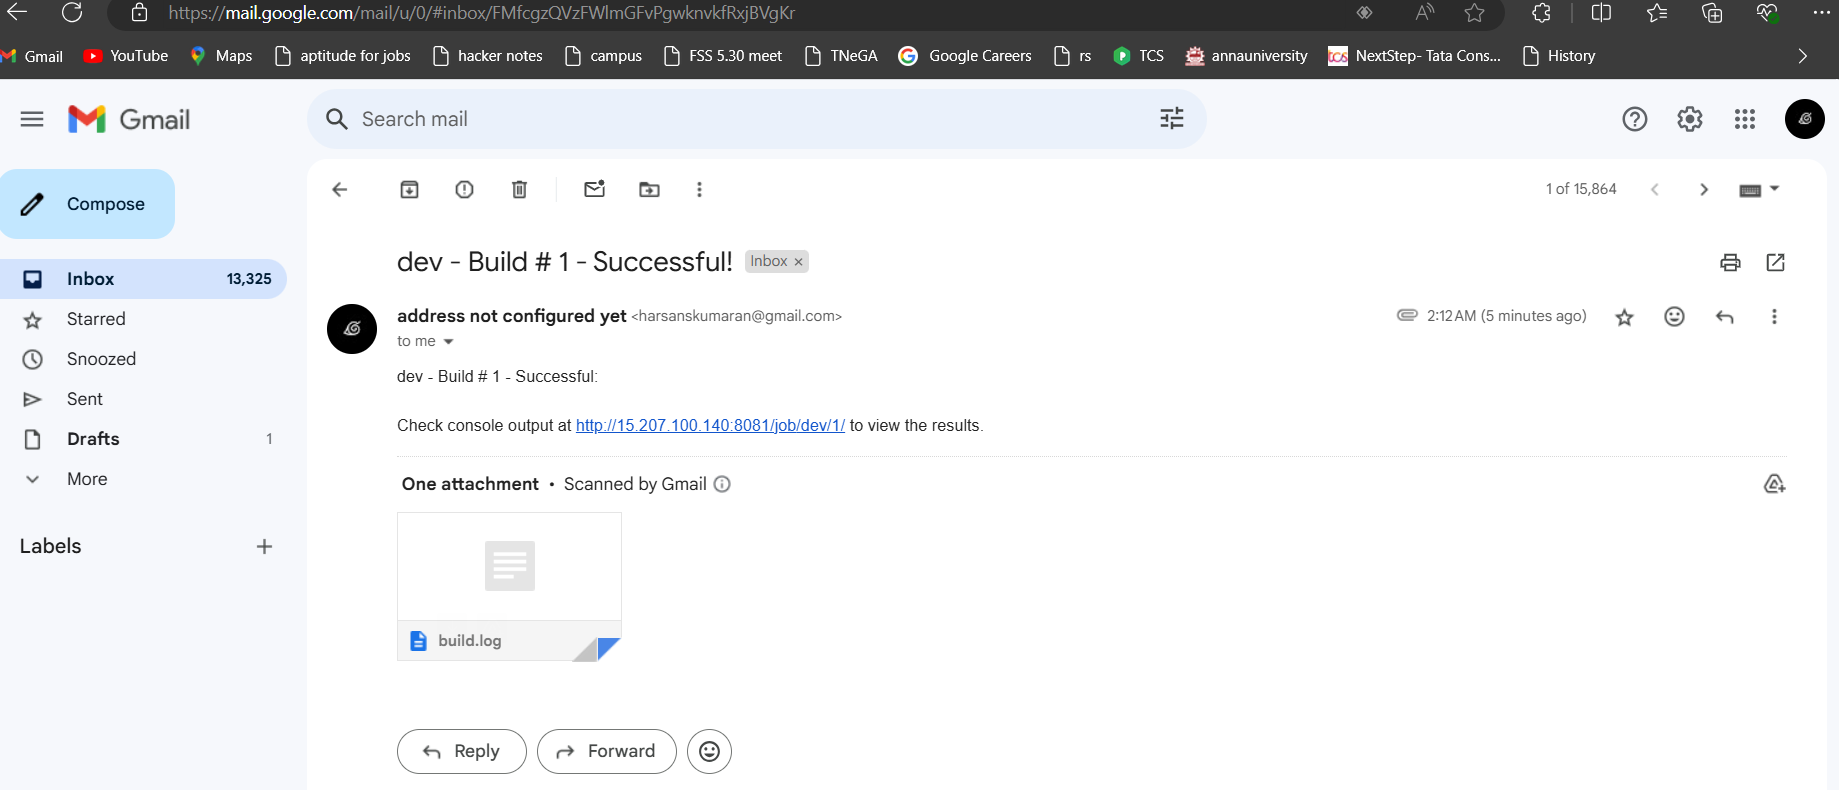 https://mail.google.com/mail/u/0/#inbox/FMfcgzQVzFWlmGFvPgwknvkfRxjBVgKr
Gmail YouTube Maps aptitude for jobs hacker notes campus FSS 5.30 meet TNeGA Google Careers rs TCS annauniversity NextStep- Tata Cons... History
Gmail
Search mail
Compose
1 of 15,864
dev - Build # 1 - Successful! Inbox ×
Inbox 13,325
Starred
Snoozed
Sent
Drafts 1
More
Labels
address not configured yet <harsanskumaran@gmail.com> 2:12 AM (5 minutes ago)
to me
dev - Build # 1 - Successful:
Check console output at http://15.207.100.140:8081/job/dev/1/ to view the results.
One attachment • Scanned by Gmail
build.log
Reply Forward